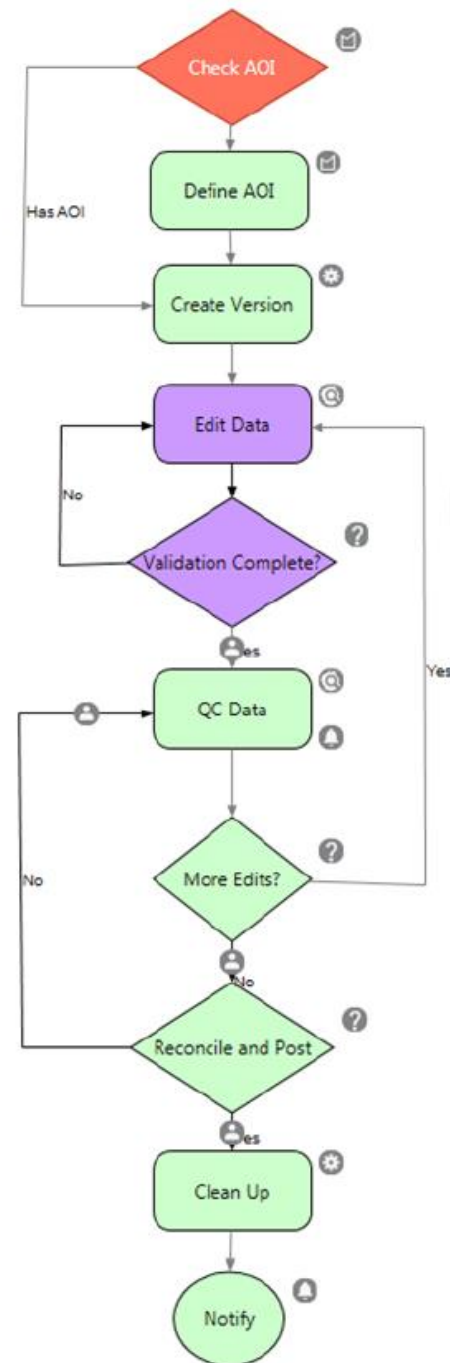 Check AOI
Define AOI
Has AOI
Create Version
Edit Data
No
Validation Complete?
?
es
QC Data
Yes
More Edits?
?
No
No
Reconcile and Post
?
es
Clean Up
Notify